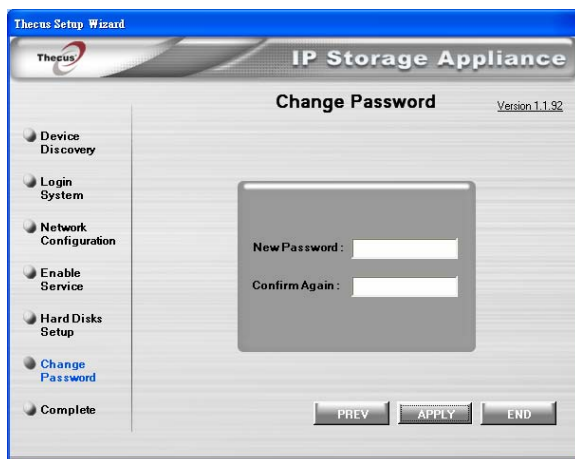 Thecus Setup Wizard
Thecus
IP Storage Appliance
Change Password
Version 1.1.92
Device
Discovery
Login
System
Network
Configuration
Enable
Service
Hard Disks
Setup
Change
Password
Complete
New Password :
Confirm Again :
PREV
APPLY
END